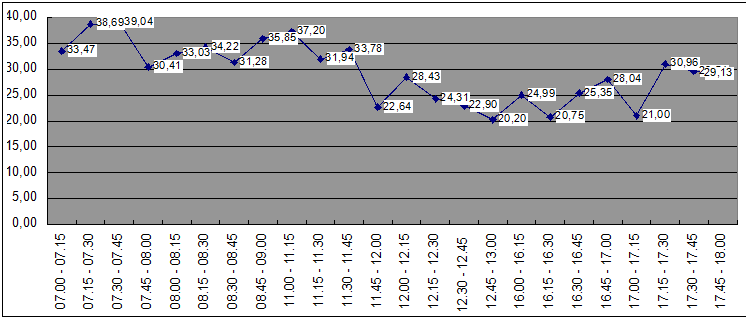 40,00
35,00
30,00
25,00
20,00
15,00
10,00
5,00
0,00
33,47
38,69
39,04
30,41
33,03
34,22
31,28
35,85
37,20
31,94
33,78
22,64
28,43
24,31
22,90
20,20
24,99
20,75
25,35
28,04
21,00
30,96
29,13
07.00 - 07.15
07.15 - 07.30
07.30 - 07.45
07.45 - 08.00
08.00 - 08.15
08.15 - 08.30
08.30 - 08.45
08.45 - 09.00
11.00 - 11.15
11.15 - 11.30
11.30 - 11.45
11.45 - 12.00
12.00 - 12.15
12.15 - 12.30
12.30 - 12.45
12.45 - 13.00
16.00 - 16.15
16.15 - 16.30
16.30 - 16.45
16.45 - 17.00
17.00 - 17.15
17.15 - 17.30
17.30 - 17.45
17.45 - 18.00